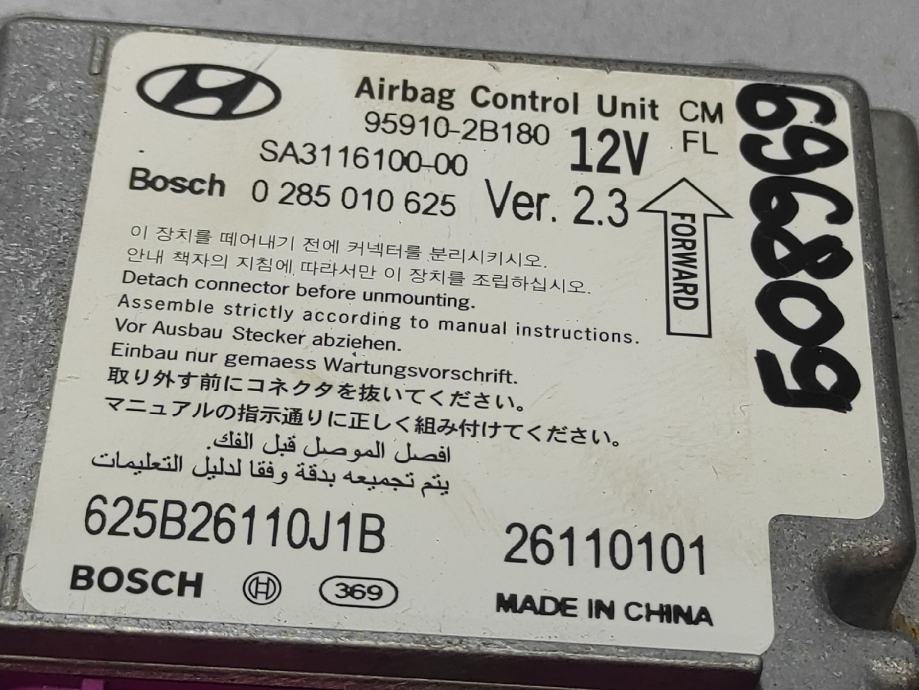 Airbag Control Unit CM
95910-2B180 12V FL
SA3116100-00
Bosch 0 285 010 625 Ver. 2.3
FORWARD
696809
이 장치를 떼어내기 전에 커넥터를 분리시키시오.
안내 책자의 지침에 따라서만 이 장치를 조립하십시오.
Detach connector before unmounting.
Assemble strictly according to manual instructions.
Vor Ausbau Stecker abziehen.
Einbau nur gemaess Wartungsvorschrift.
取り外す前にコネクタを抜いてください。
マニュアルの指示通りに正しく組み付けてください。
افصل الموصل قبل الفك.
يتم تجميعه بدقة وفقا لدليل التعليمات
625B26110J1B 26110101
BOSCH 369 MADE IN CHINA